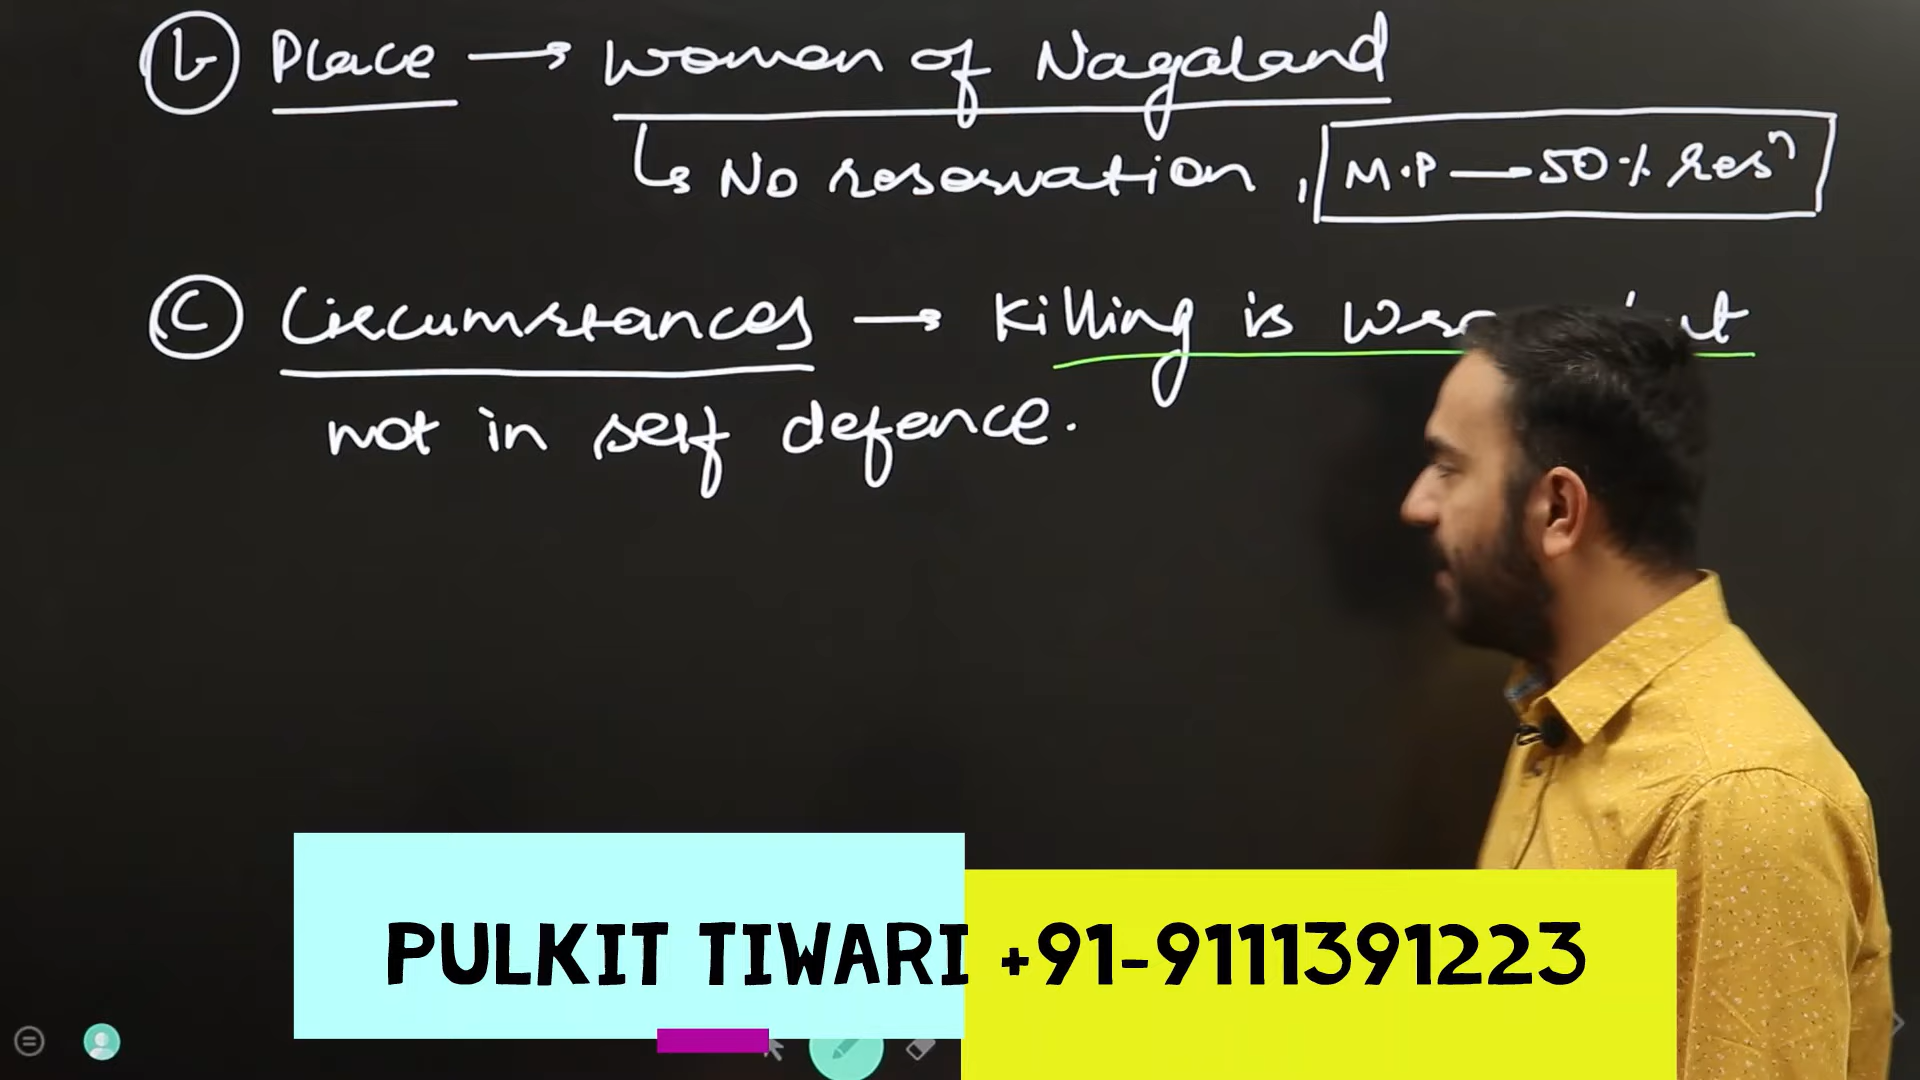 b Place → women of Nagaland
↳ No reservation, M.P → 50% resⁿ
C Circumstances → Killing is
not in self defence.
PULKIT TIWARI +91-9111391223